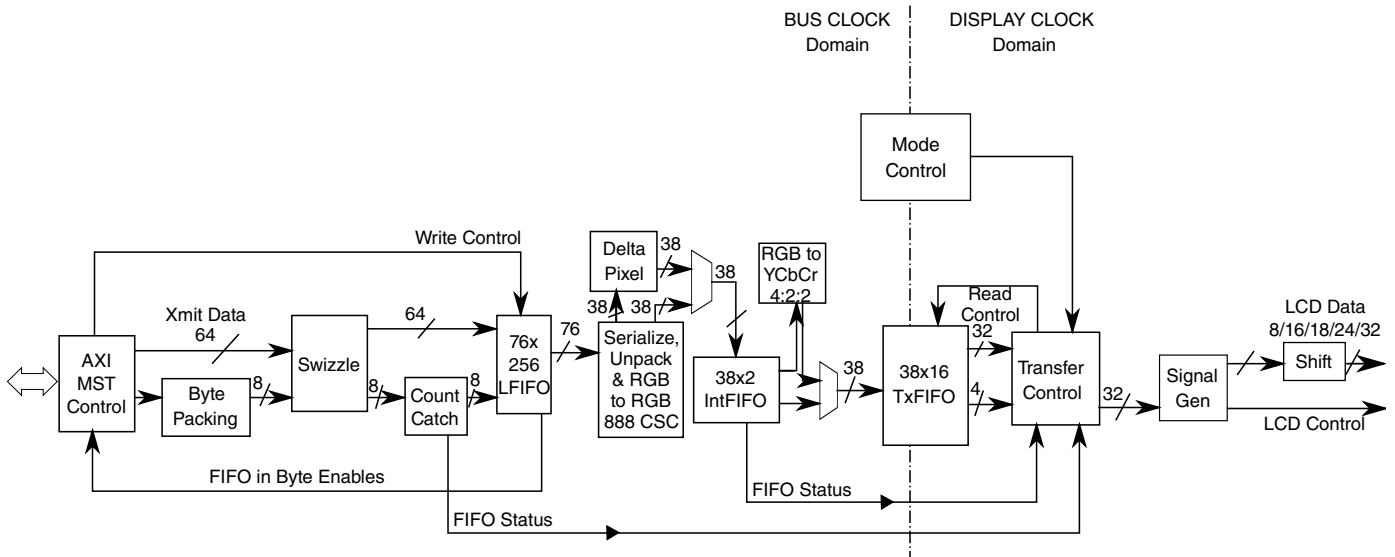 BUS CLOCK
Domain
DISPLAY CLOCK
Domain
Mode
Control
Write Control
Xmit Data
64
AXI
MST
Control
Byte
Packing
8
Swizzle
64
8
Count
Catch
8
76x
256
LFIFO
76
Delta
Pixel
38
38
38
Serialize,
Unpack
& RGB
to RGB
888 CSC
38
RGB to
YCbCr
4:2:2
38x2
IntFIFO
38
38x16
TxFIFO
Read
Control
32
4
Transfer
Control
32
Signal
Gen
LCD Data
8/16/18/24/32
Shift
LCD Control
FIFO in Byte Enables
FIFO Status
FIFO Status